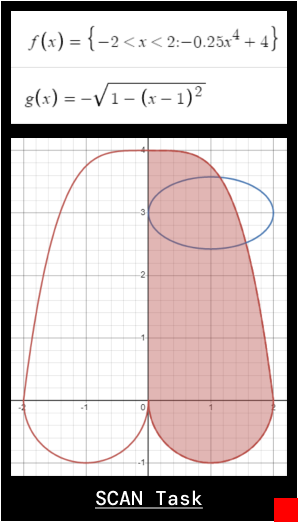 f(x) = {−2 < x < 2:−0.25x⁴ + 4}
g(x) = −√1 − (x − 1)²
4
3
2
1
-2 -1 0 1 2
-1
SCAN Task